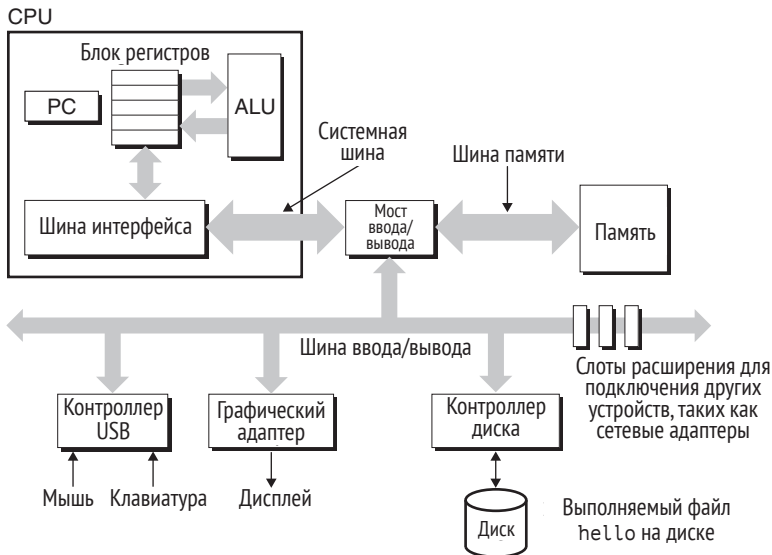 CPU
Блок регистров
PC
ALU
Системная
шина
Шина памяти
Шина интерфейса
Мост
ввода/
вывода
Память
Шина ввода/вывода
Слоты расширения для
подключения других
устройств, таких как
сетевые адаптеры
Контроллер
USB
Графический
адаптер
Контроллер
диска
Мышь
Клавиатура
Дисплей
Диск
Выполняемый файл
hello на диске